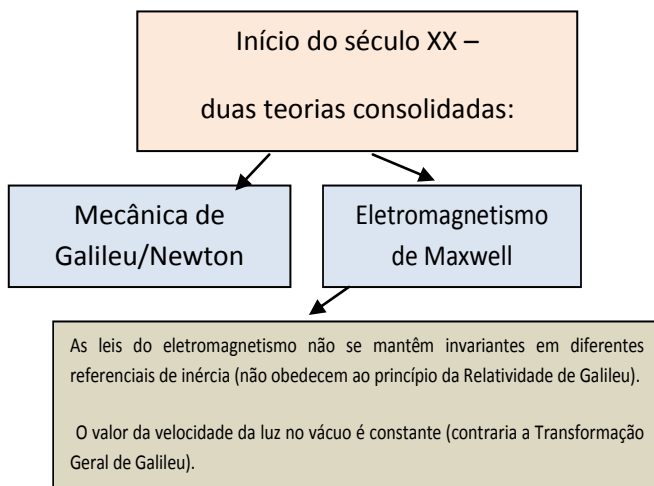 Início do século XX –
duas teorias consolidadas:
Mecânica de
Galileu/Newton
Eletromagnetismo
de Maxwell
As leis do eletromagnetismo não se mantêm invariantes em diferentes
referenciais de inércia (não obedecem ao princípio da Relatividade de Galileu).
O valor da velocidade da luz no vácuo é constante (contraria a Transformação
Geral de Galileu).